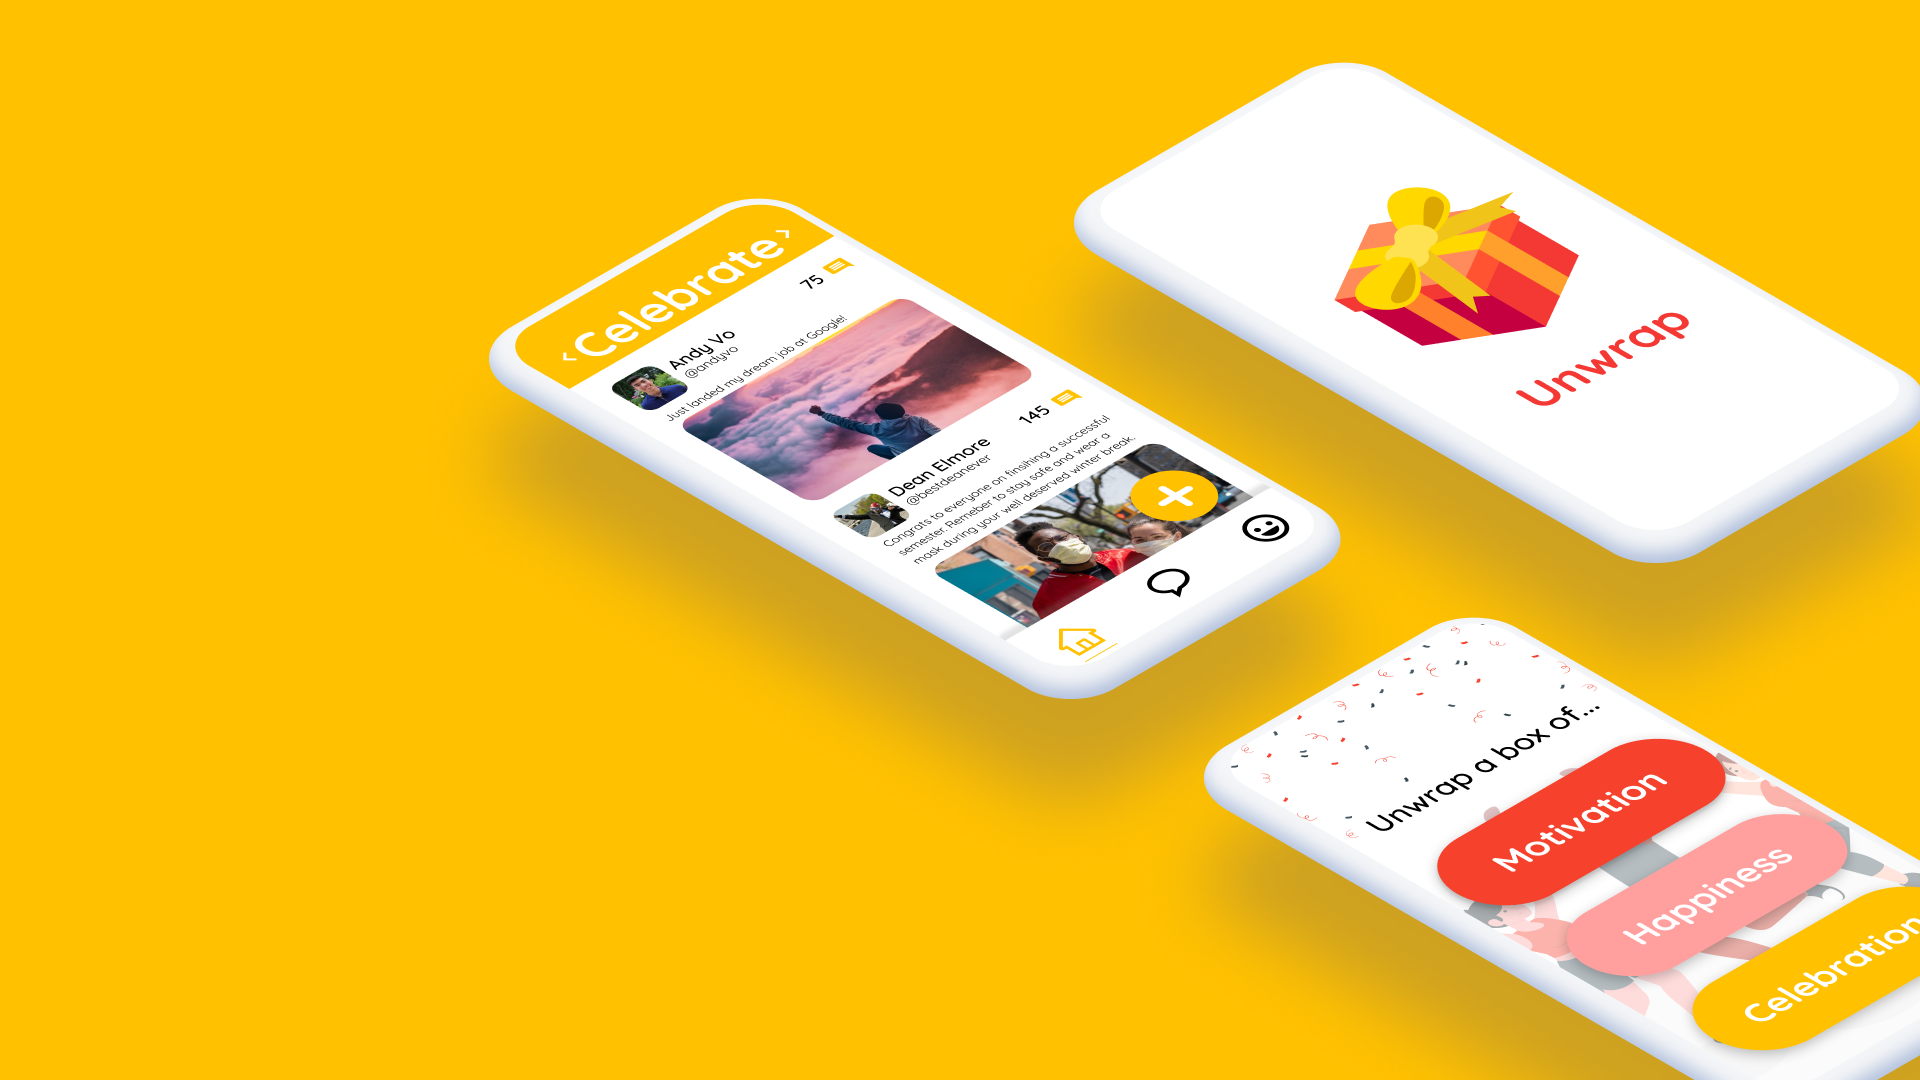 ‹ Celebrate ›
75
Andy Vo
@andyvo
Just landed my dream job at Google!
145
Dean Elmore
@bestdeanever
Congrats to everyone on finsihing a successful
semester. Remeber to stay safe and wear a
mask during your well deserved winter break.
Unwrap
Unwrap a box of...
Motivation
Happiness
Celebration